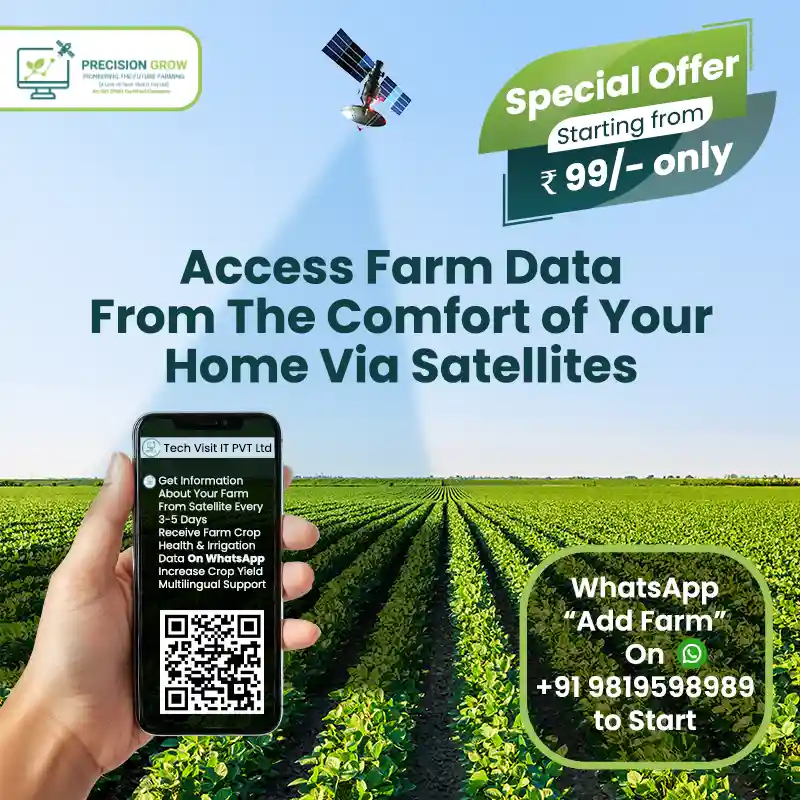 PRECISION GROW
PIONEERING THE FUTURE FARMING
Special Offer
Starting from
₹ 99/- only
Access Farm Data
From The Comfort of Your
Home Via Satellites
Tech Visit IT PVT Ltd
Get Information
About Your Farm
From Satellite Every
3-5 Days
Receive Farm Crop
Health & Irrigation
Data On WhatsApp
Increase Crop Yield
Multilingual Support
WhatsApp
“Add Farm”
On
+91 9819598989
to Start